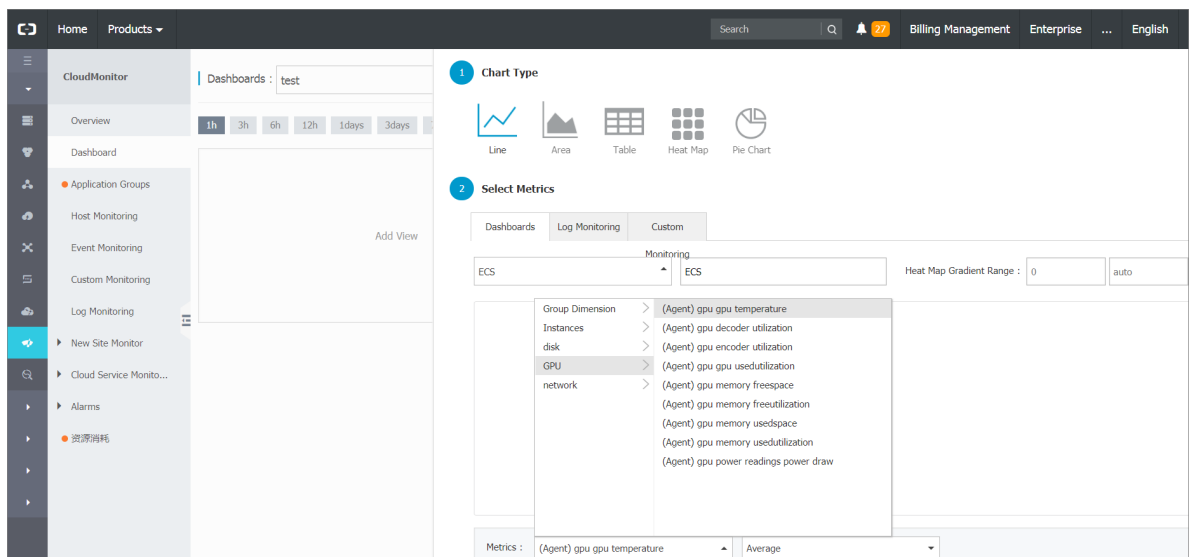 Home Products Search 27 Billing Management Enterprise ... English
CloudMonitor
Overview
Dashboard
Application Groups
Host Monitoring
Event Monitoring
Custom Monitoring
Log Monitoring
New Site Monitor
Cloud Service Monito...
Alarms
资源消耗
Dashboards : test
1h 3h 6h 12h 1days 3days
Add View
1 Chart Type
Line Area Table Heat Map Pie Chart
2 Select Metrics
Dashboards Log Monitoring Custom
Monitoring
ECS ECS Heat Map Gradient Range : 0 auto
Group Dimension
Instances
disk
GPU
network
(Agent) gpu gpu temperature
(Agent) gpu decoder utilization
(Agent) gpu encoder utilization
(Agent) gpu gpu usedutilization
(Agent) gpu memory freespace
(Agent) gpu memory freeutilization
(Agent) gpu memory usedspace
(Agent) gpu memory usedutilization
(Agent) gpu power readings power draw
Metrics : (Agent) gpu gpu temperature Average